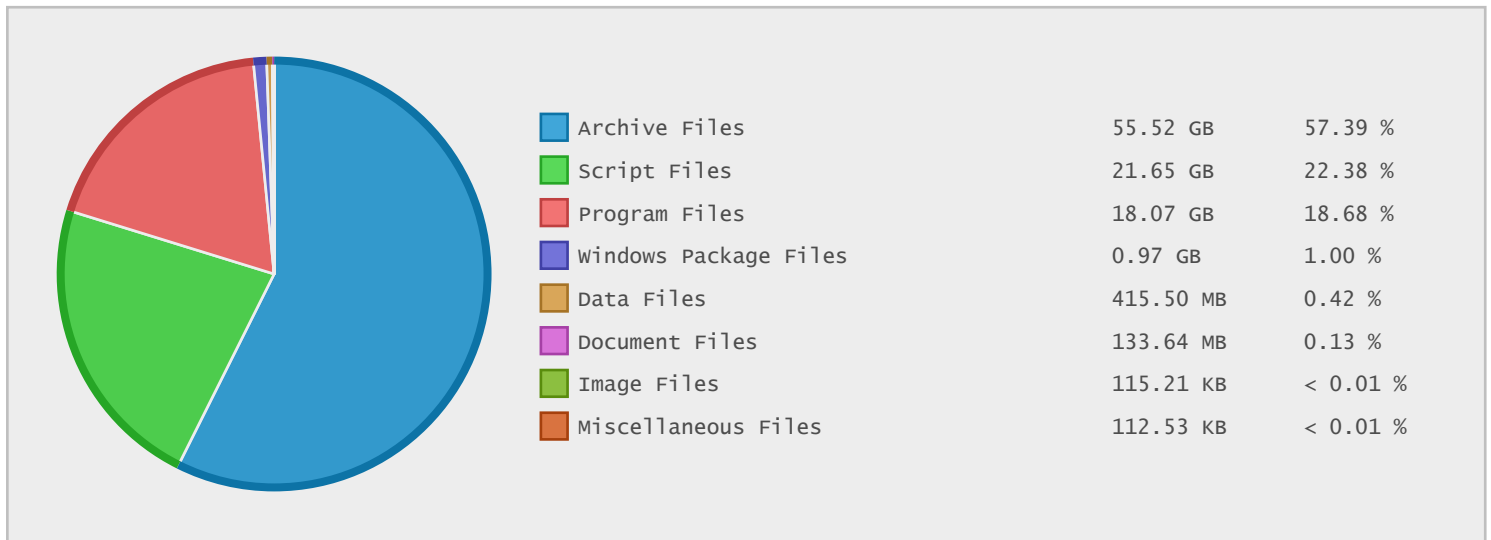 Archive Files 55.52 GB 57.39 %
Script Files 21.65 GB 22.38 %
Program Files 18.07 GB 18.68 %
Windows Package Files 0.97 GB 1.00 %
Data Files 415.50 MB 0.42 %
Document Files 133.64 MB 0.13 %
Image Files 115.21 KB < 0.01 %
Miscellaneous Files 112.53 KB < 0.01 %